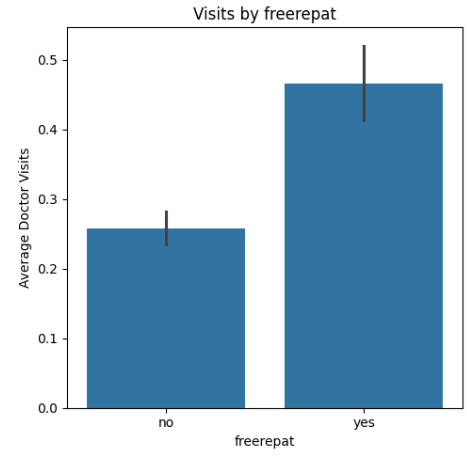 Visits by freerepat
Average Doctor Visits
0.5
0.4
0.3
0.2
0.1
0.0
no
yes
freerepat